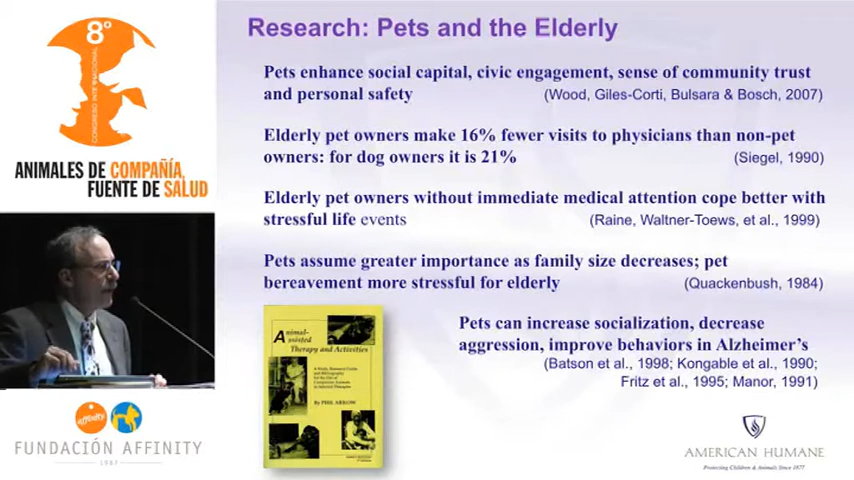 8º
CONGRESO INTERNACIONAL
ANIMALES DE COMPAÑÍA,
FUENTE DE SALUD
Research: Pets and the Elderly
Pets enhance social capital, civic engagement, sense of community trust
and personal safety (Wood, Giles-Corti, Bulsara & Bosch, 2007)
Elderly pet owners make 16% fewer visits to physicians than non-pet
owners: for dog owners it is 21% (Siegel, 1990)
Elderly pet owners without immediate medical attention cope better with
stressful life events (Raine, Waltner-Toews, et al., 1999)
Pets assume greater importance as family size decreases; pet
bereavement more stressful for elderly (Quackenbush, 1984)
Animal-
Assisted
Therapy and Activities
By PHIL ARKOW
Pets can increase socialization, decrease
aggression, improve behaviors in Alzheimer's
(Batson et al., 1998; Kongable et al., 1990;
Fritz et al., 1995; Manor, 1991)
affinity
FUNDACIÓN AFFINITY
1987
AMERICAN HUMANE
Protecting Children & Animals Since 1877